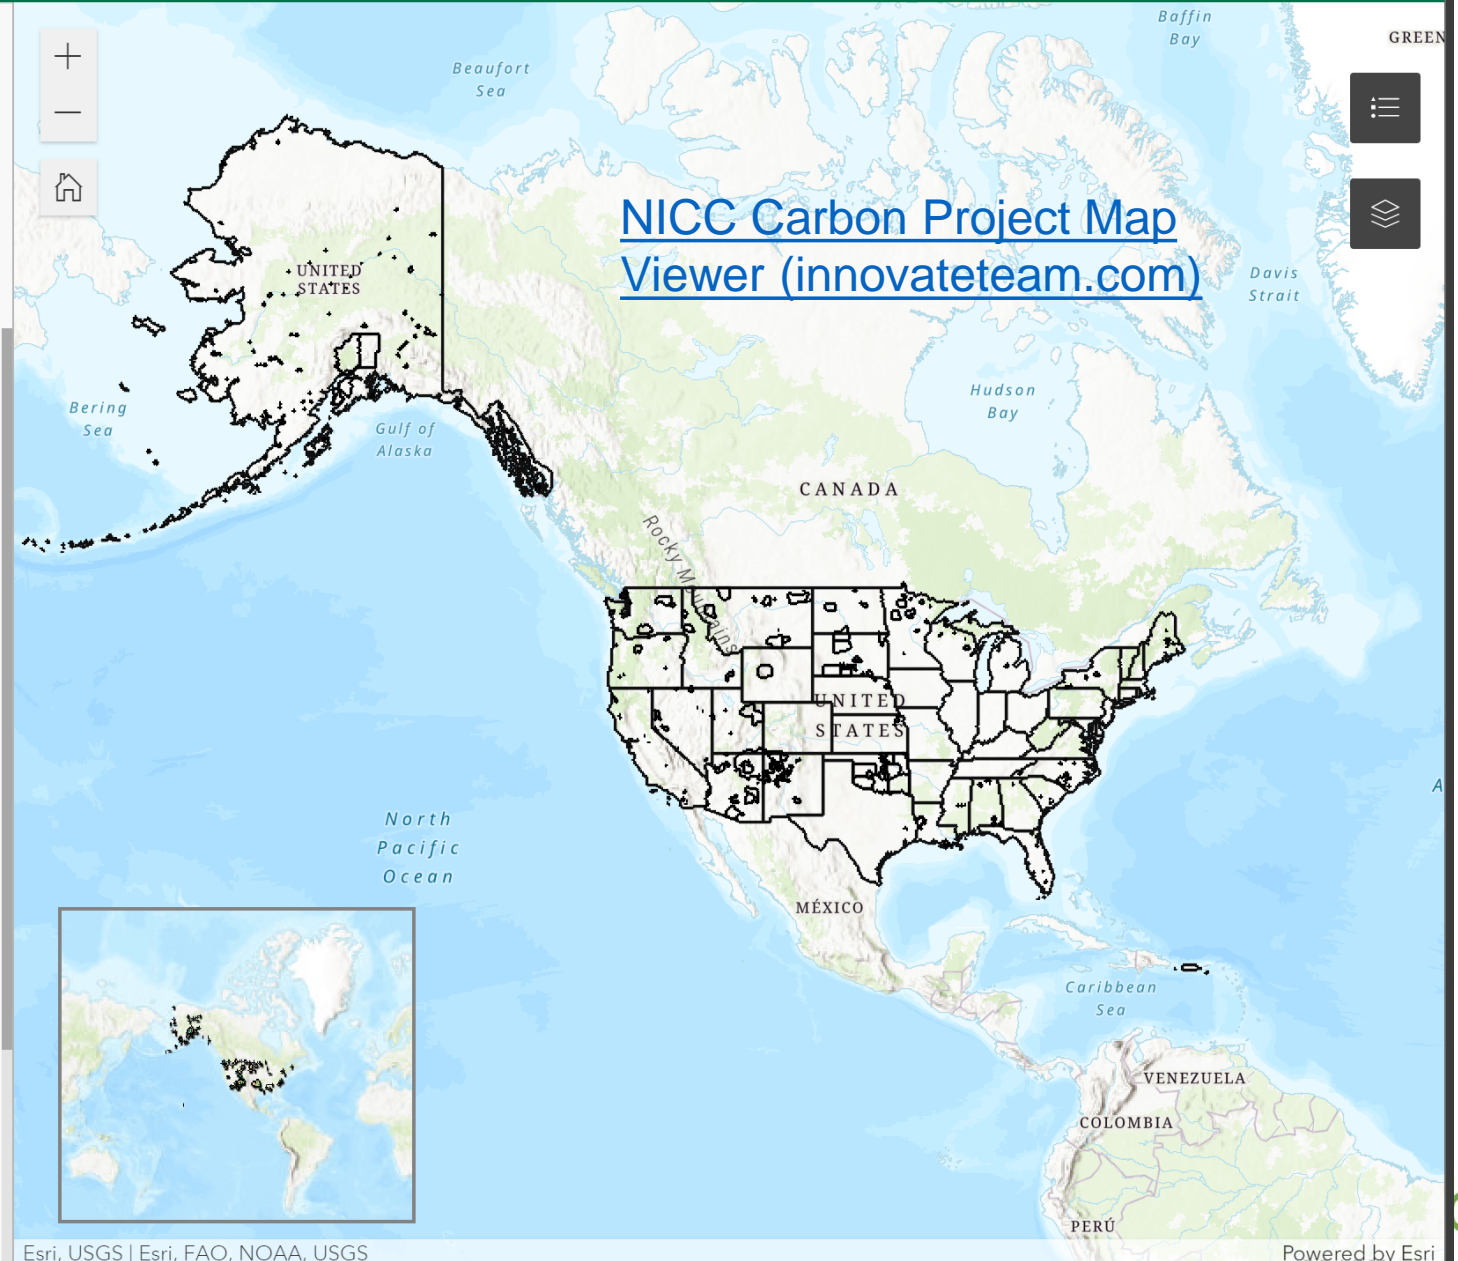 Baffin
Bay
GREEN
Beaufort
Sea
NICC Carbon Project Map
Viewer (innovateteam.com)
UNITED
STATES
Davis
Strait
Hudson
Bay
Bering
Sea
Gulf of
Alaska
CANADA
Rocky Mountains
UNITED
STATES
North
Pacific
Ocean
A
MÉXICO
Caribbean
Sea
VENEZUELA
COLOMBIA
PERÚ
Esri, USGS | Esri, FAO, NOAA, USGS
Powered by Esri